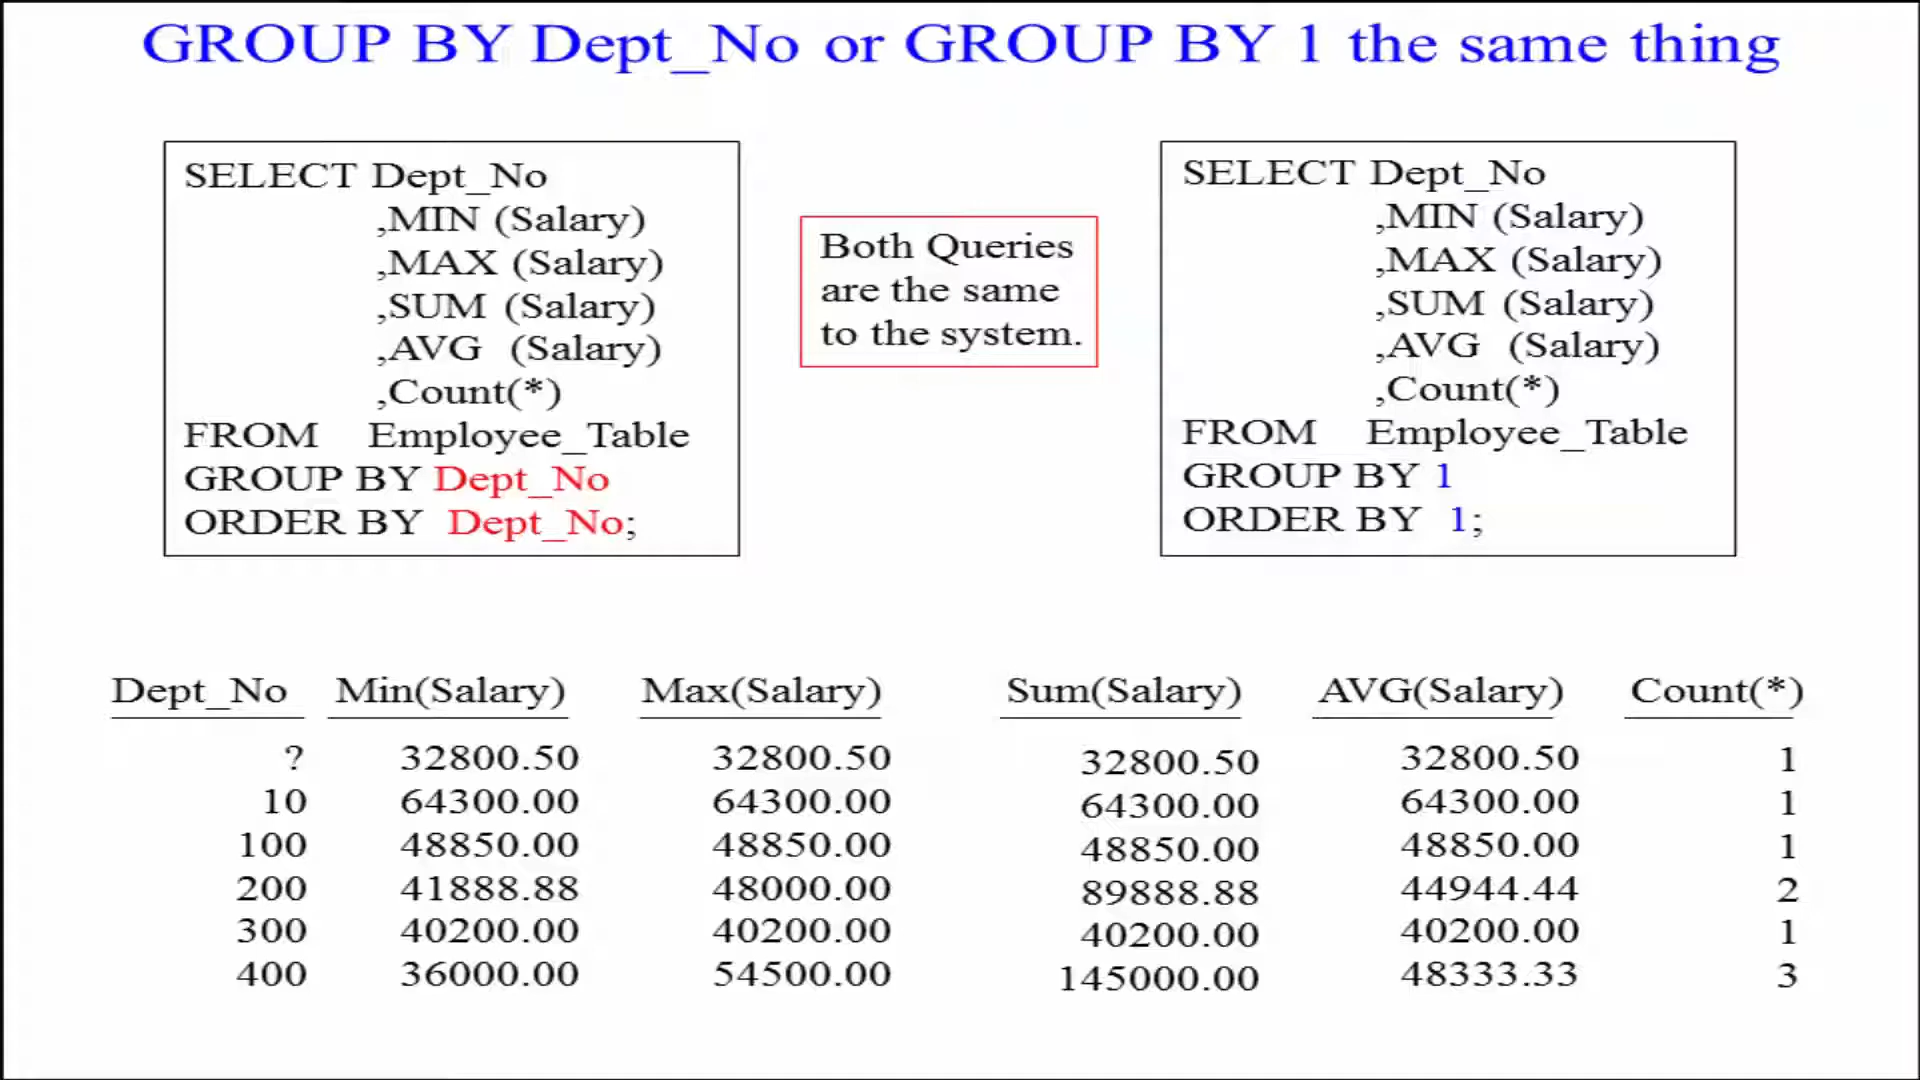 GROUP BY Dept_No or GROUP BY 1 the same thing
SELECT Dept_No
,MIN (Salary)
,MAX (Salary)
,SUM (Salary)
,AVG (Salary)
,Count(*)
FROM Employee_Table
GROUP BY Dept_No
ORDER BY Dept_No;
Both Queries
are the same
to the system.
SELECT Dept_No
,MIN (Salary)
,MAX (Salary)
,SUM (Salary)
,AVG (Salary)
,Count(*)
FROM Employee_Table
GROUP BY 1
ORDER BY 1;
Dept_No Min(Salary) Max(Salary) Sum(Salary) AVG(Salary) Count(*)
? 32800.50 32800.50 32800.50 32800.50 1
10 64300.00 64300.00 64300.00 64300.00 1
100 48850.00 48850.00 48850.00 48850.00 1
200 41888.88 48000.00 89888.88 44944.44 2
300 40200.00 40200.00 40200.00 40200.00 1
400 36000.00 54500.00 145000.00 48333.33 3